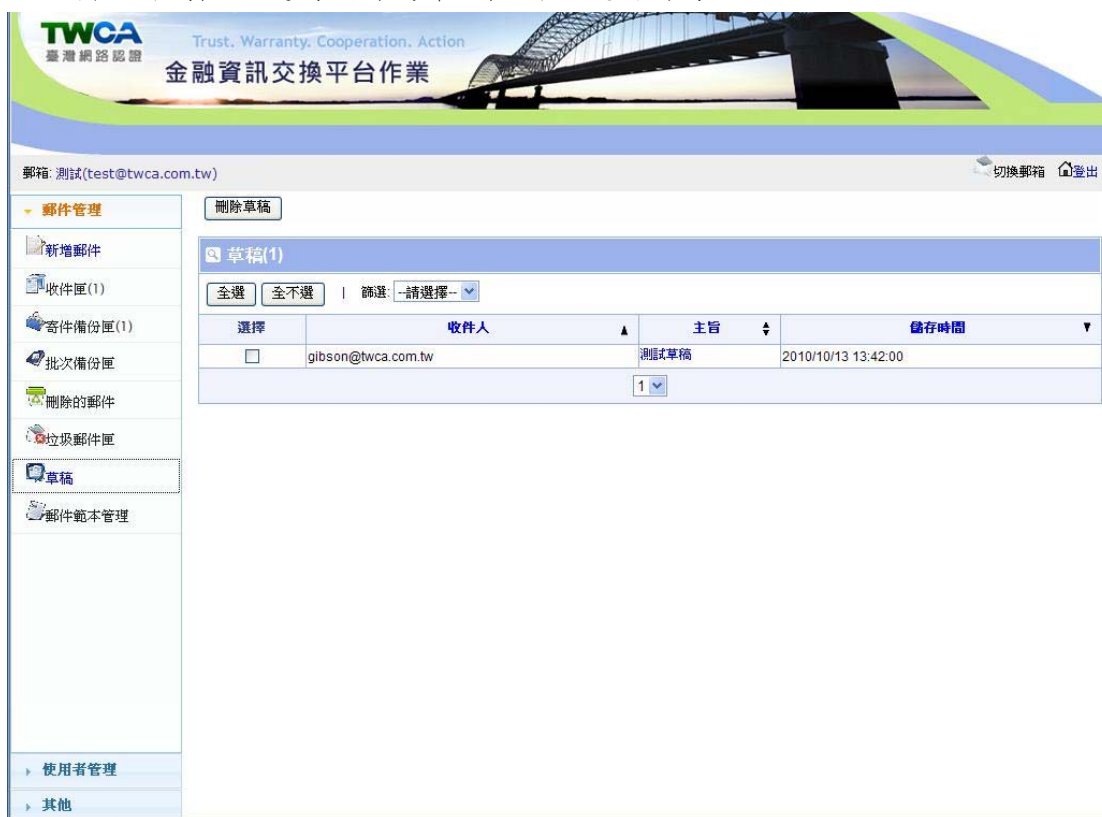 TWCA
臺灣網路認證
Trust. Warranty. Cooperation. Action
金融資訊交換平台作業
郵箱: 測試(test@twca.com.tw)
切換郵箱 登出
郵件管理
新增郵件
收件匣(1)
寄件備份匣(1)
批次備份匣
刪除的郵件
垃圾郵件匣
草稿
郵件範本管理
使用者管理
其他
刪除草稿
草稿(1)
全選 全不選 | 篩選: --請選擇--
選擇 收件人 ▲ 主旨 ▲▼ 儲存時間 ▼
gibson@twca.com.tw 測試草稿 2010/10/13 13:42:00
1